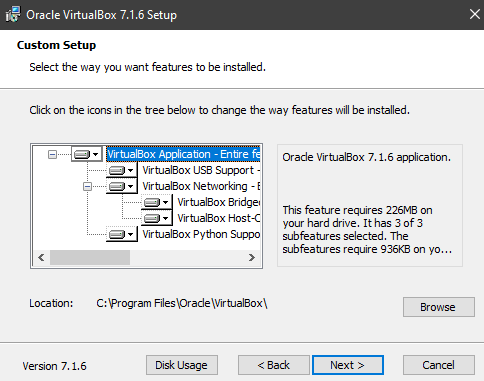 Oracle VirtualBox 7.1.6 Setup
Custom Setup
Select the way you want features to be installed.
Click on the icons in the tree below to change the way features will be installed.
VirtualBox Application - Entire fe
VirtualBox USB Support -
VirtualBox Networking - E
VirtualBox Bridged
VirtualBox Host-O
VirtualBox Python Suppo
Oracle VirtualBox 7.1.6 application.
This feature requires 226MB on
your hard drive. It has 3 of 3
subfeatures selected. The
subfeatures require 936KB on yo...
Location: C:\Program Files\Oracle\VirtualBox\
Browse
Version 7.1.6
Disk Usage
< Back
Next >
Cancel